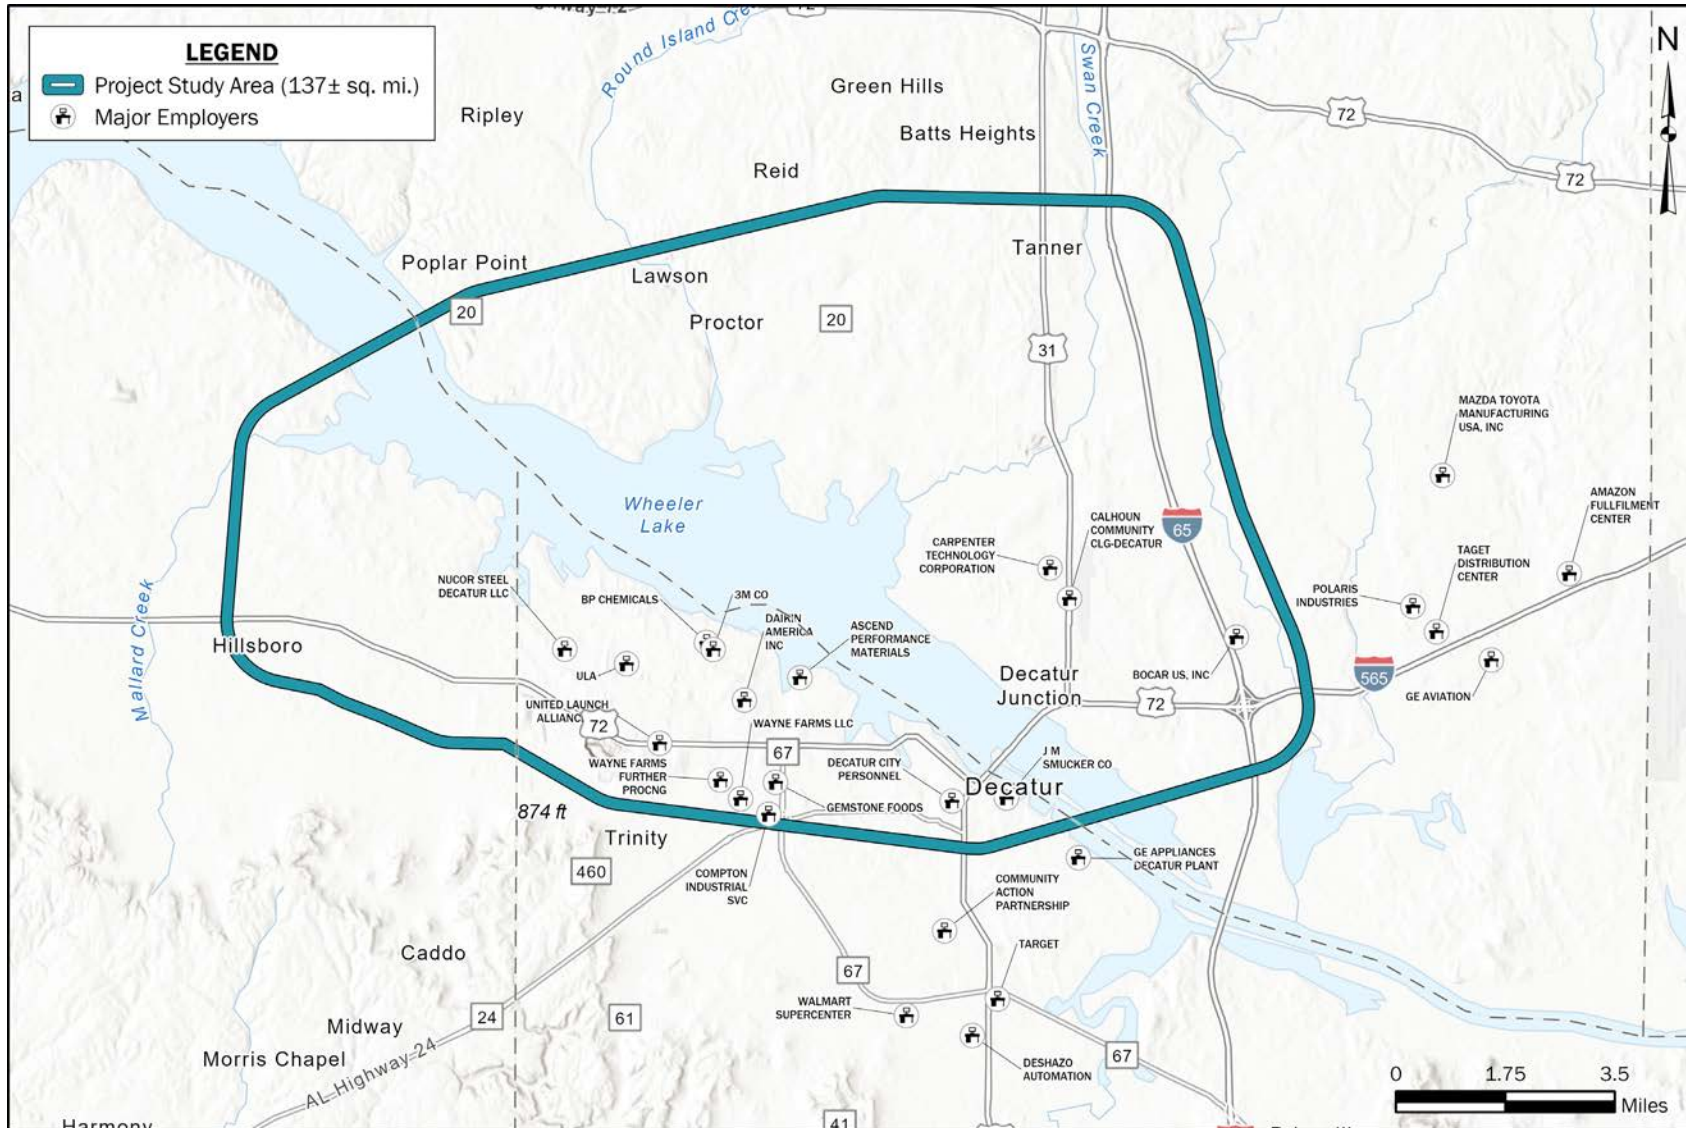 LEGEND
Project Study Area (137± sq. mi.)
Major Employers
72
N
Round Island
Swan Creek
Green Hills
Ripley
Batts Heights
72
Reid
72
Tanner
Poplar Point
Lawson
20
Proctor
20
31
MAZDA TOYOTA
MANUFACTURING
USA, INC
Wheeler
Lake
AMAZON
FULLFILMENT
CENTER
CALHOUN
COMMUNITY
CLG-DECATUR
65
CARPENTER
TECHNOLOGY
CORPORATION
TAGET
DISTRIBUTION
CENTER
NUCOR STEEL
DECATUR LLC
BP CHEMICALS
3M CO
POLARIS
INDUSTRIES
Mallard Creek
DAIKIN
AMERICA
INC
ASCEND
PERFORMANCE
MATERIALS
Hillsboro
ULA
Decatur
Junction
BOCAR US, INC
565
GE AVIATION
UNITED LAUNCH
ALLIANC
72
72
WAYNE FARMS LLC
67
WAYNE FARMS
FURTHER
PROCNG
DECATUR CITY
PERSONNEL
J M
SMUCKER CO
Decatur
GEMSTONE FOODS
874 ft
Trinity
460
COMPTON
INDUSTRIAL
SVC
GE APPLIANCES
DECATUR PLANT
COMMUNITY
ACTION
PARTNERSHIP
Caddo
TARGET
67
WALMART
SUPERCENTER
24
61
Midway
Morris Chapel
AL Highway 24
DESHAZO
AUTOMATION
67
0 1.75 3.5
Miles
Harmony
41